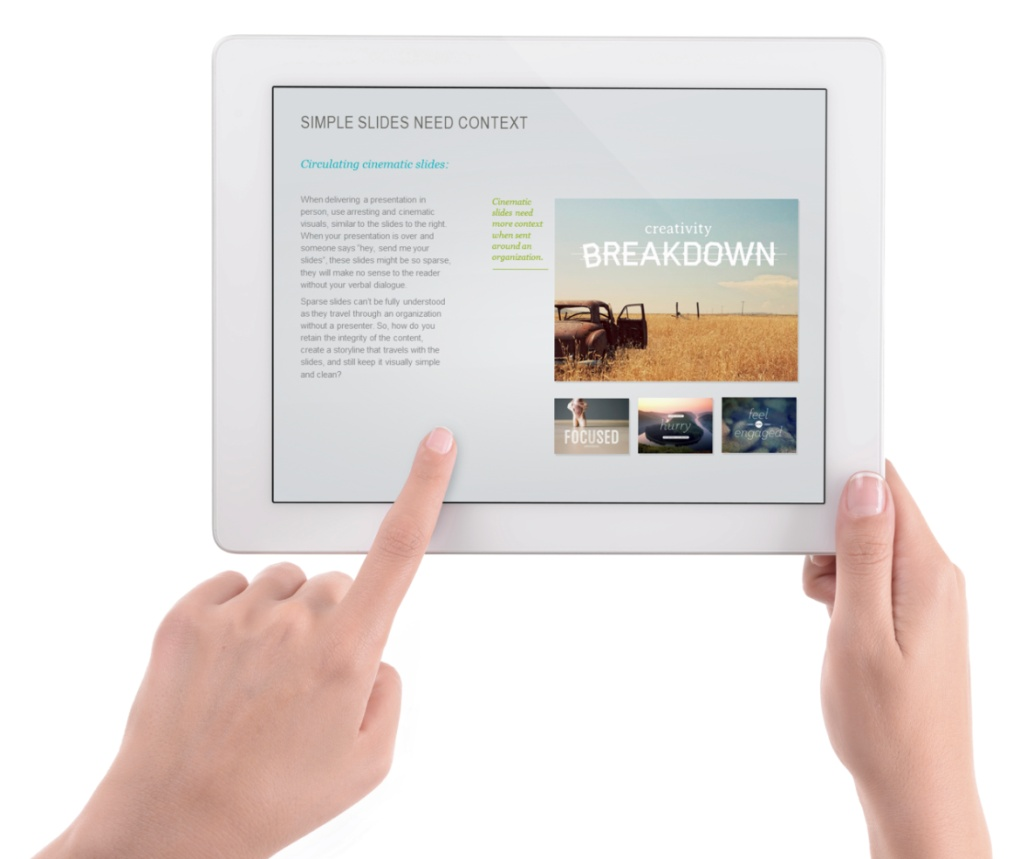 SIMPLE SLIDES NEED CONTEXT
Circulating cinematic slides:
When delivering a presentation in
person, use arresting and cinematic
visuals, similar to the slides to the right.
When your presentation is over and
someone says "hey, send me your
slides", these slides might be so sparse,
they will make no sense to the reader
without your verbal dialogue.
Sparse slides can't be fully understood
as they travel through an organization
without a presenter. So, how do you
retain the integrity of the content,
create a storyline that travels with the
slides, and still keep it visually simple
and clean?
Cinematic
slides need
more context
when sent
around an
organization.
creativity
BREAKDOWN
FOCUSED
hurry
feel
engaged